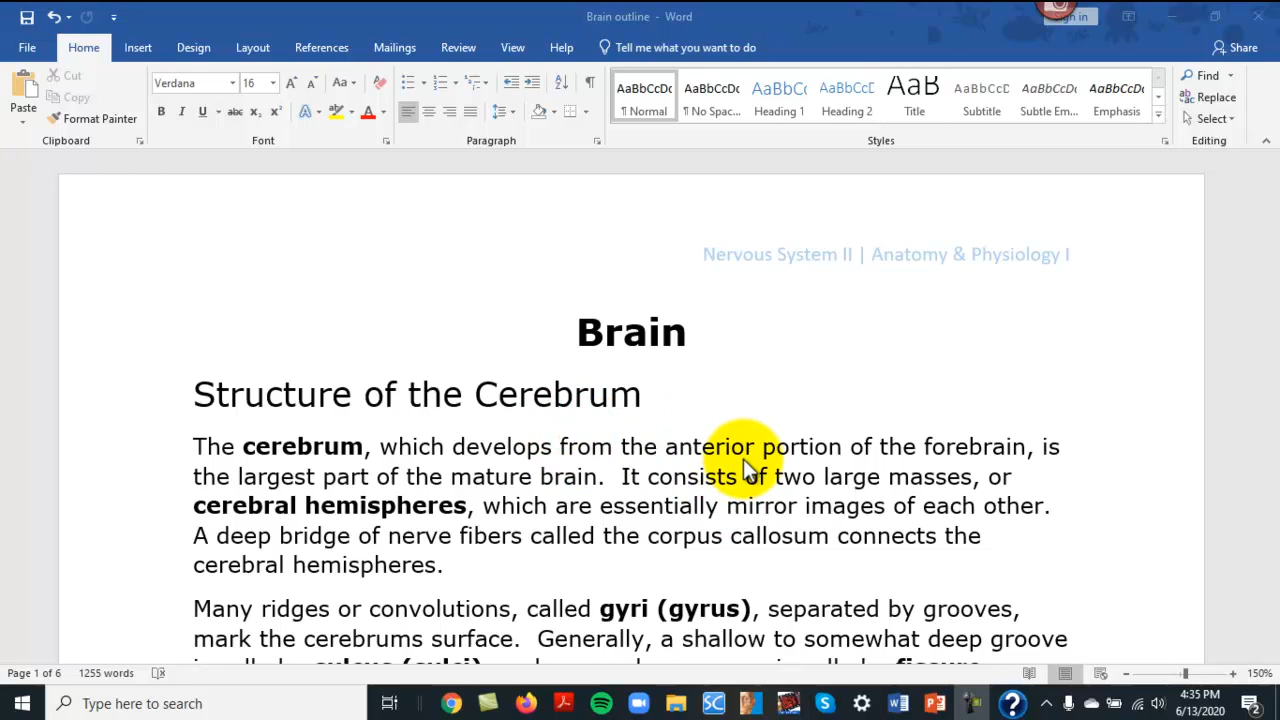 Brain outline - Word
Sign in
File Home Insert Design Layout References Mailings Review View Help Tell me what you want to do Share
Paste
Cut
Copy
Format Painter
Verdana 16
AaBbCcDc AaBbCcDc AaBbCc AaBbCcE AaB AaBbCcD AaBbCcDc AaBbCcDc
¶ Normal ¶ No Spac... Heading 1 Heading 2 Title Subtitle Subtle Em... Emphasis
Find
Replace
Select
Clipboard Font Paragraph Styles Editing
Nervous System II | Anatomy & Physiology I
Brain
Structure of the Cerebrum
The cerebrum, which develops from the anterior portion of the forebrain, is
the largest part of the mature brain. It consists of two large masses, or
cerebral hemispheres, which are essentially mirror images of each other.
A deep bridge of nerve fibers called the corpus callosum connects the
cerebral hemispheres.
Many ridges or convolutions, called gyri (gyrus), separated by grooves,
mark the cerebrums surface. Generally, a shallow to somewhat deep groove
Page 1 of 6 1255 words 150%
Type here to search
4:35 PM
6/13/2020